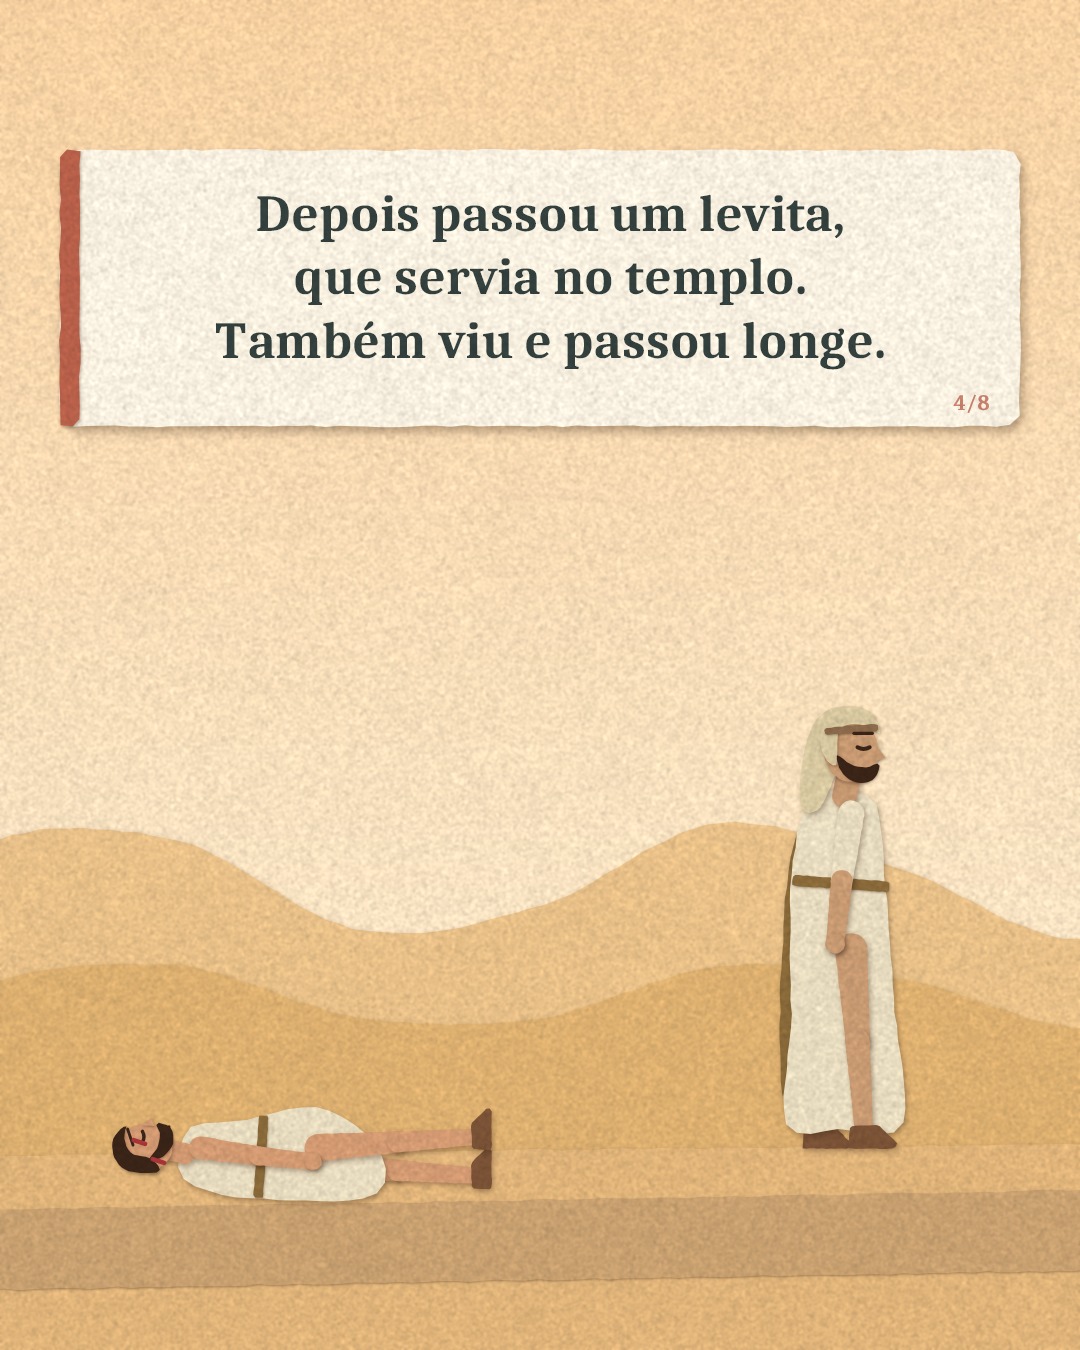 Depois passou um levita,
que servia no templo.
Também viu e passou longe.
4/8